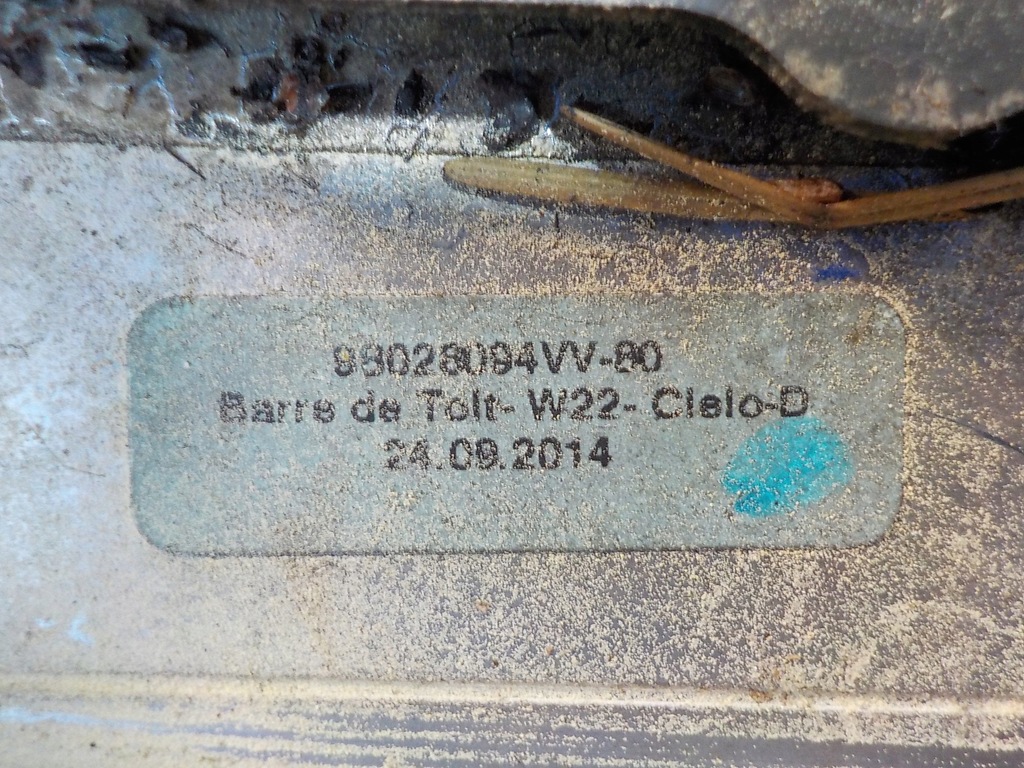 98028094VV-80
Barre de Toit- W22- Cielo-D
24.09.2014